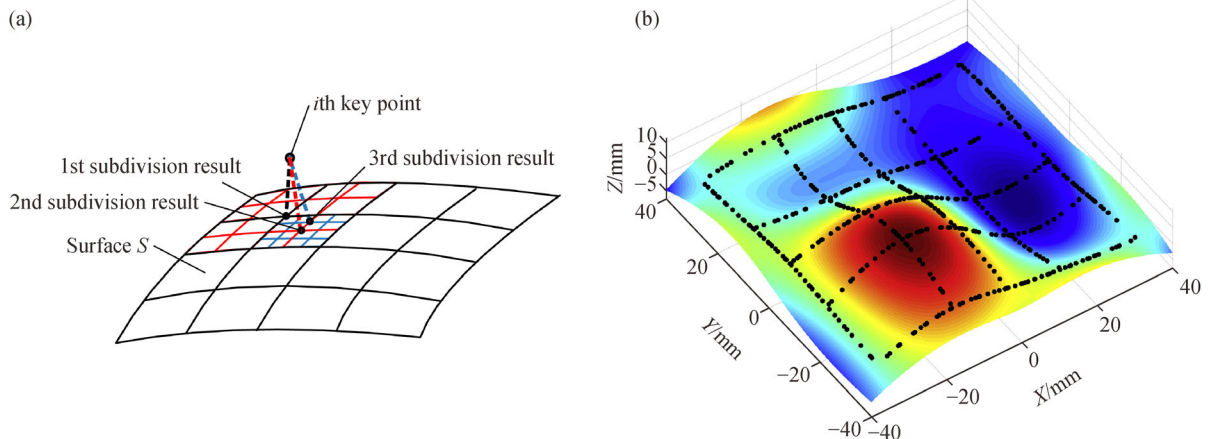 (a)
ith key point
1st subdivision result
3rd subdivision result
2nd subdivision result
Surface S
(b)
Z/mm
10
5
0
−5
40
20
0
−20
−40
Y/mm
−40
−20
0
20
40
X/mm